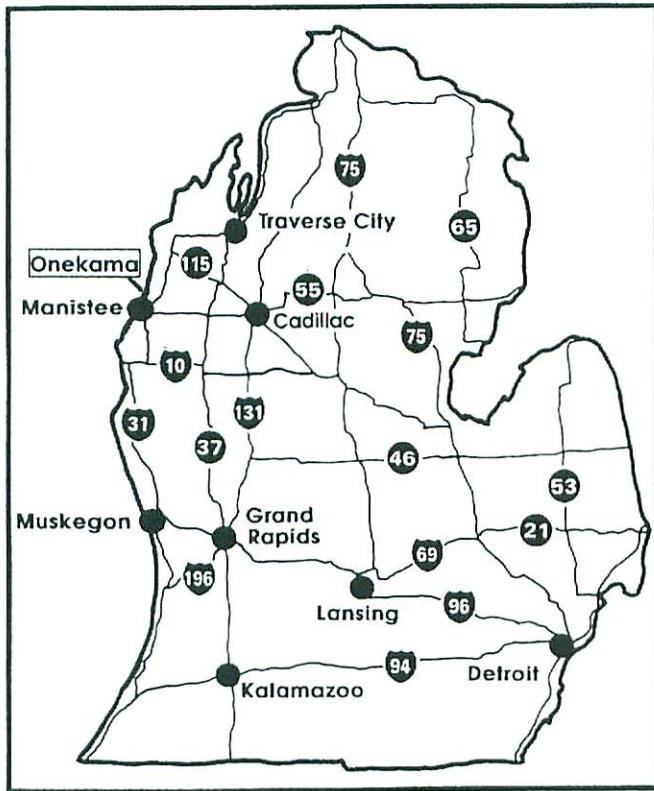 75
Traverse City
65
115
Onekama
55
Manistee
Cadillac
75
10
131
31
37
46
53
Muskegon
Grand
Rapids
21
69
196
Lansing
96
Detroit
94
Kalamazoo